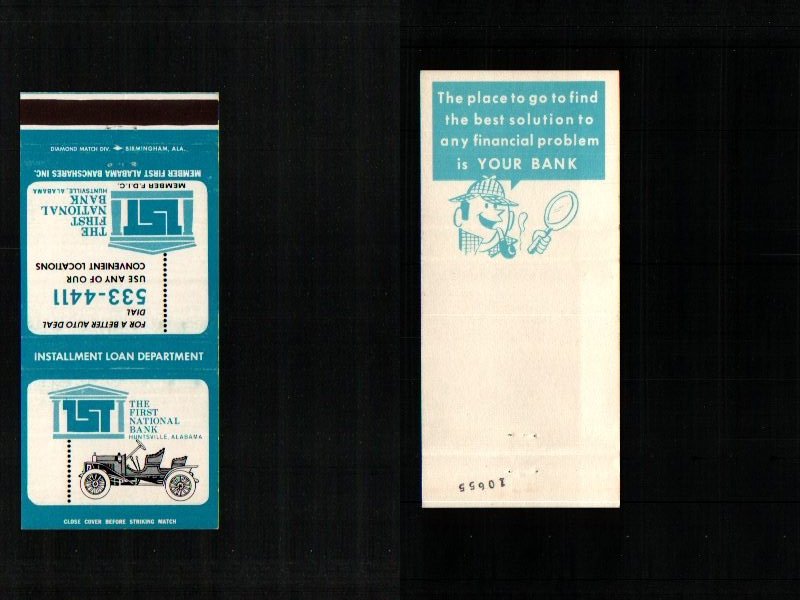 DIAMOND MATCH DIV. BIRMINGHAM, ALA.
MEMBER FIRST ALABAMA BANCSHARES INC.
MEMBER F.D.I.C.
1ST
THE
FIRST
NATIONAL
BANK
HUNTSVILLE, ALABAMA
FOR A BETTER AUTO DEAL
DIAL
533-4411
USE ANY OF OUR
CONVENIENT LOCATIONS
INSTALLMENT LOAN DEPARTMENT
1ST
THE
FIRST
NATIONAL
BANK
HUNTSVILLE, ALABAMA
CLOSE COVER BEFORE STRIKING MATCH
The place to go to find
the best solution to
any financial problem
is YOUR BANK
10655